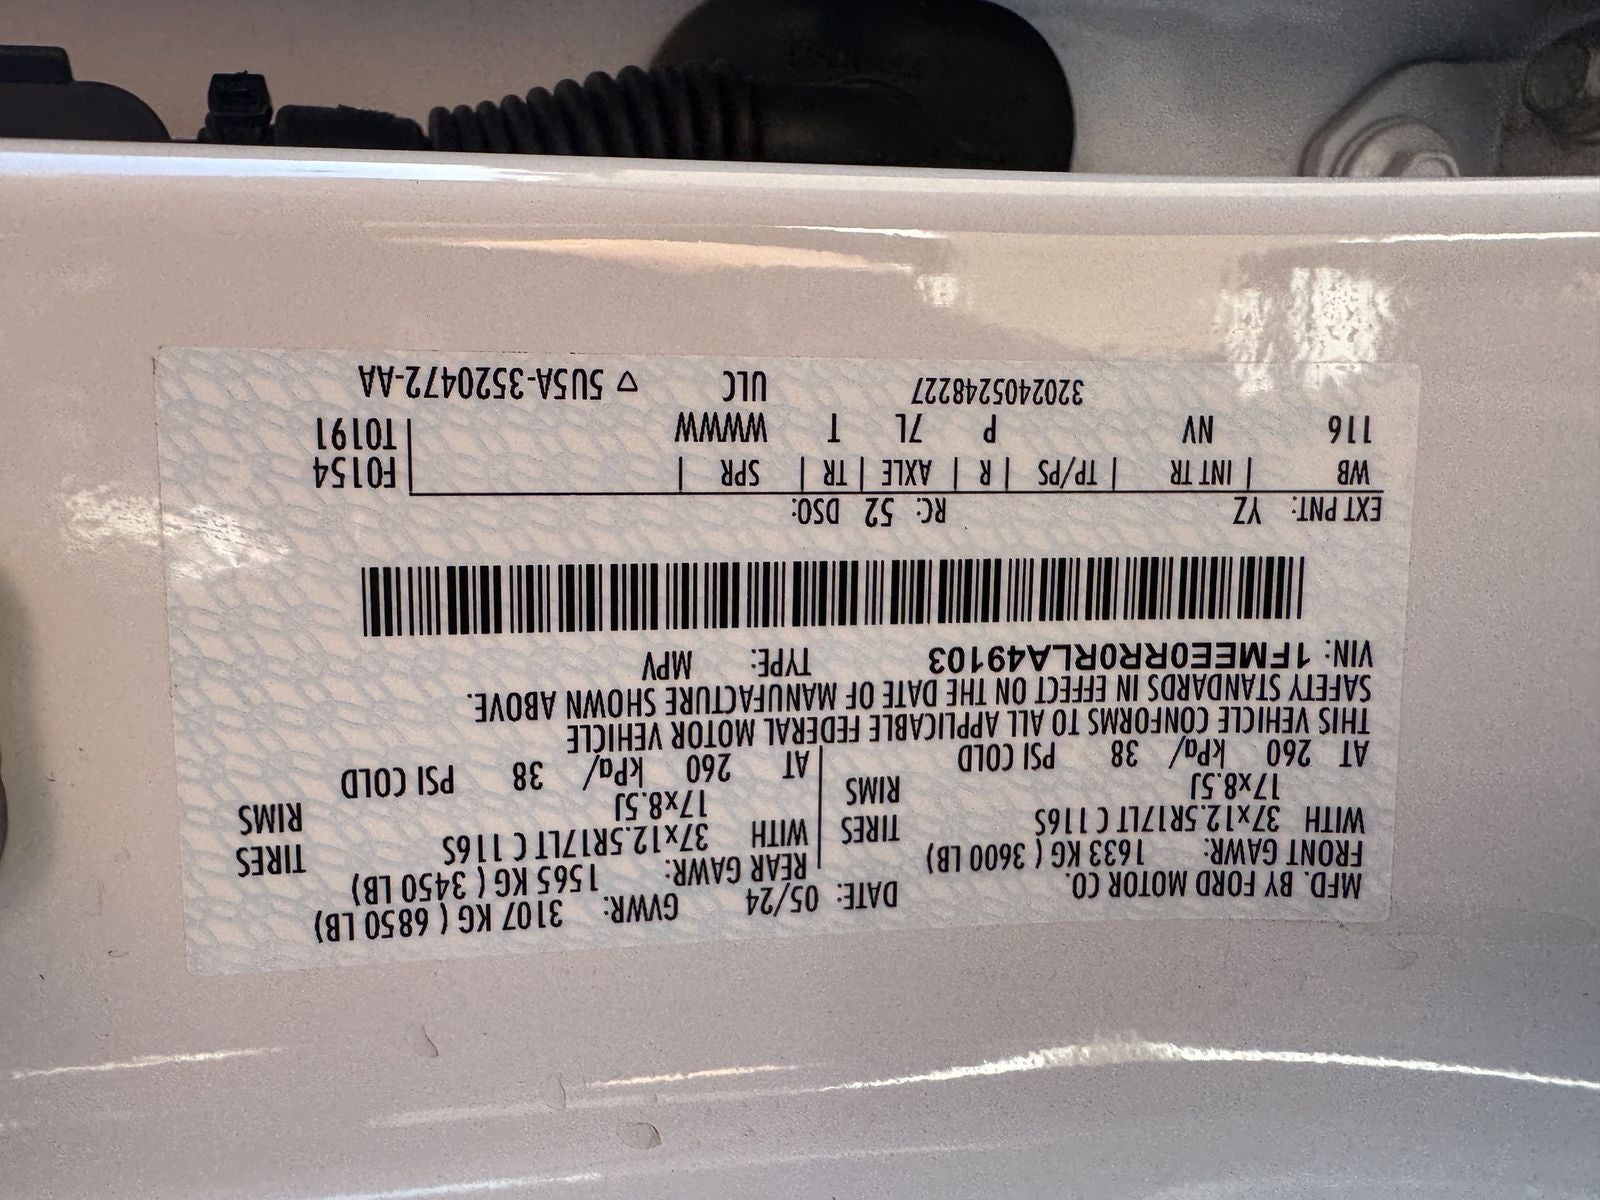 MFD. BY FORD MOTOR CO. DATE: 05/24 GVWR: 3107 KG ( 6850 LB)
FRONT GAWR: 1633 KG ( 3600 LB) REAR GAWR: 1565 KG ( 3450 LB)
WITH 37x12.5R17LT C 116S TIRES WITH 37x12.5R17LT C 116S TIRES
17x8.5J RIMS 17x8.5J RIMS
AT 260 kPa/ 38 PSI COLD AT 260 kPa/ 38 PSI COLD
THIS VEHICLE CONFORMS TO ALL APPLICABLE FEDERAL MOTOR VEHICLE
SAFETY STANDARDS IN EFFECT ON THE DATE OF MANUFACTURE SHOWN ABOVE.
VIN: 1FMEE0RR0RLA49103 TYPE: MPV
EXT PNT: YZ RC: 52 DSO:
WB | INT TR | TP/PS | R | AXLE | TR | SPR | F0154
116 NV P 7L T WWWW T0191
3202405248227 ULC ▽ 5U5A-3520472-AA